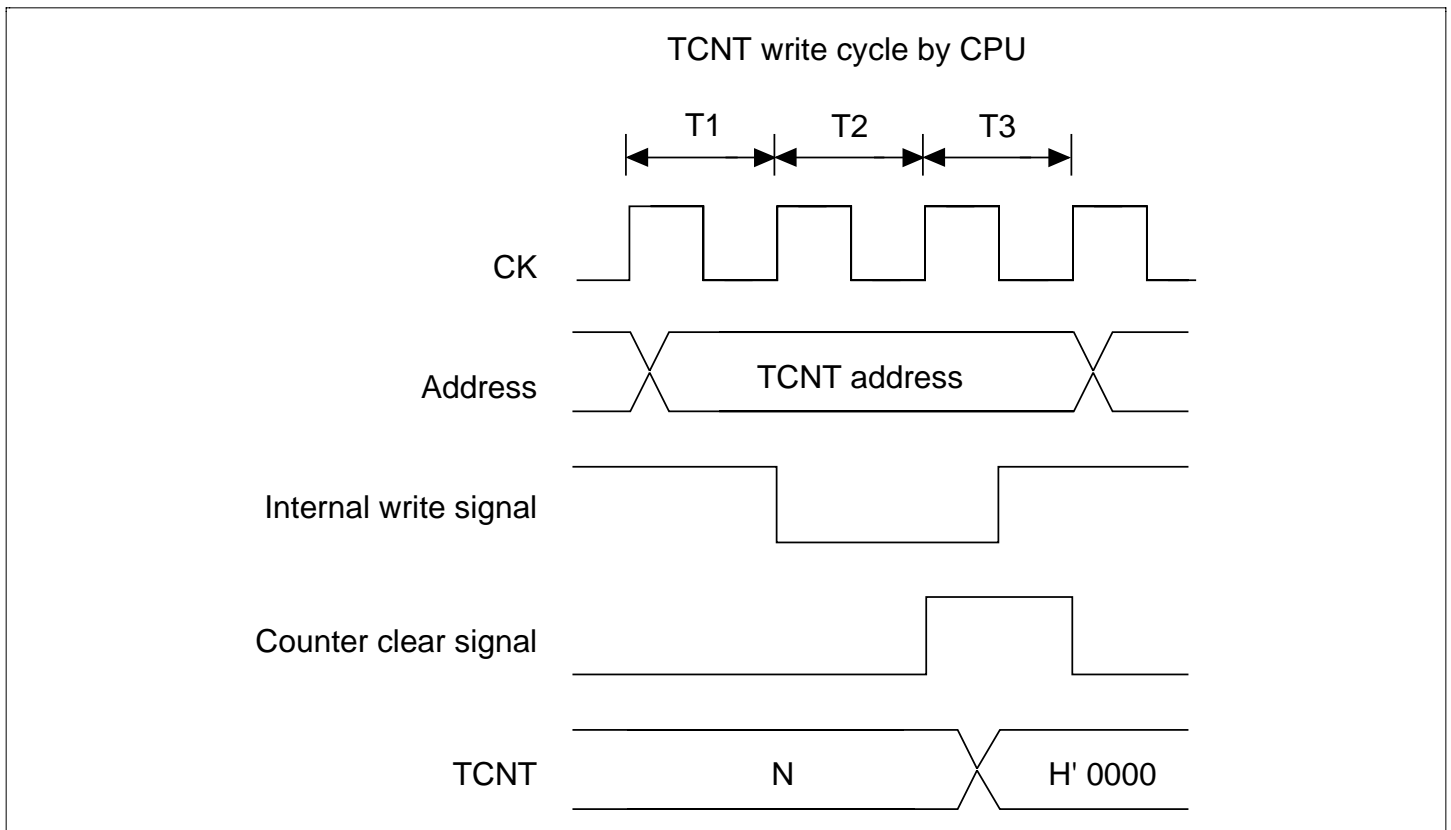 TCNT write cycle by CPU
T1 T2 T3
CK
Address
TCNT address
Internal write signal
Counter clear signal
TCNT
N
H' 0000